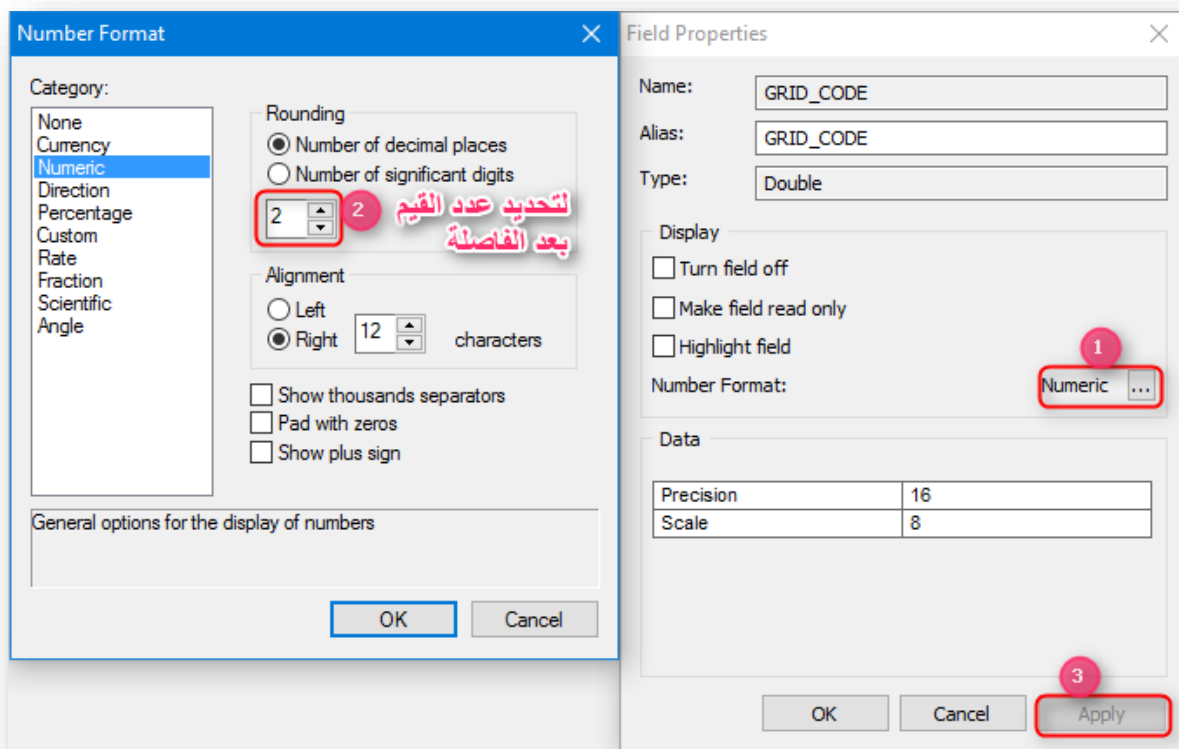 Number Format
Category:
None
Currency
Numeric
Direction
Percentage
Custom
Rate
Fraction
Scientific
Angle
Rounding
Number of decimal places
Number of significant digits
2
2
لتحديد عدد القيم
بعد الفاصلة
Alignment
Left
Right 12 characters
Show thousands separators
Pad with zeros
Show plus sign
General options for the display of numbers
OK Cancel
Field Properties
Name: GRID_CODE
Alias: GRID_CODE
Type: Double
Display
Turn field off
Make field read only
Highlight field
1
Number Format: Numeric ...
Data
Precision 16
Scale 8
3
OK Cancel Apply